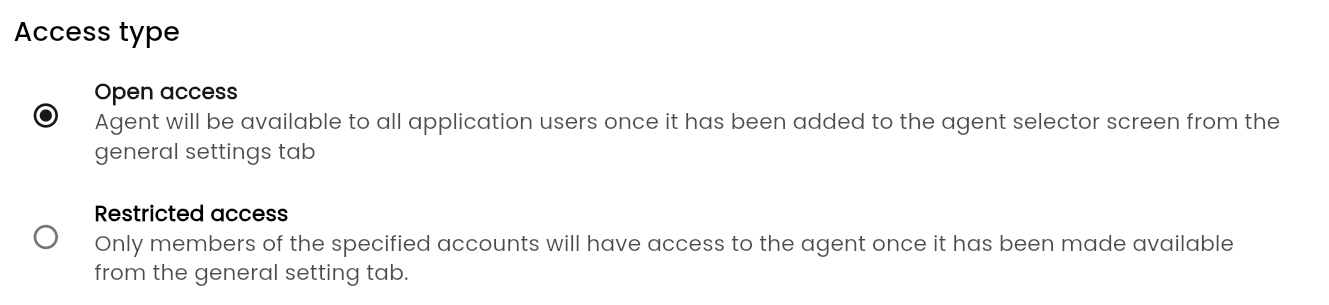 Access type
Open access
Agent will be available to all application users once it has been added to the agent selector screen from the
general settings tab
Restricted access
Only members of the specified accounts will have access to the agent once it has been made available
from the general setting tab.